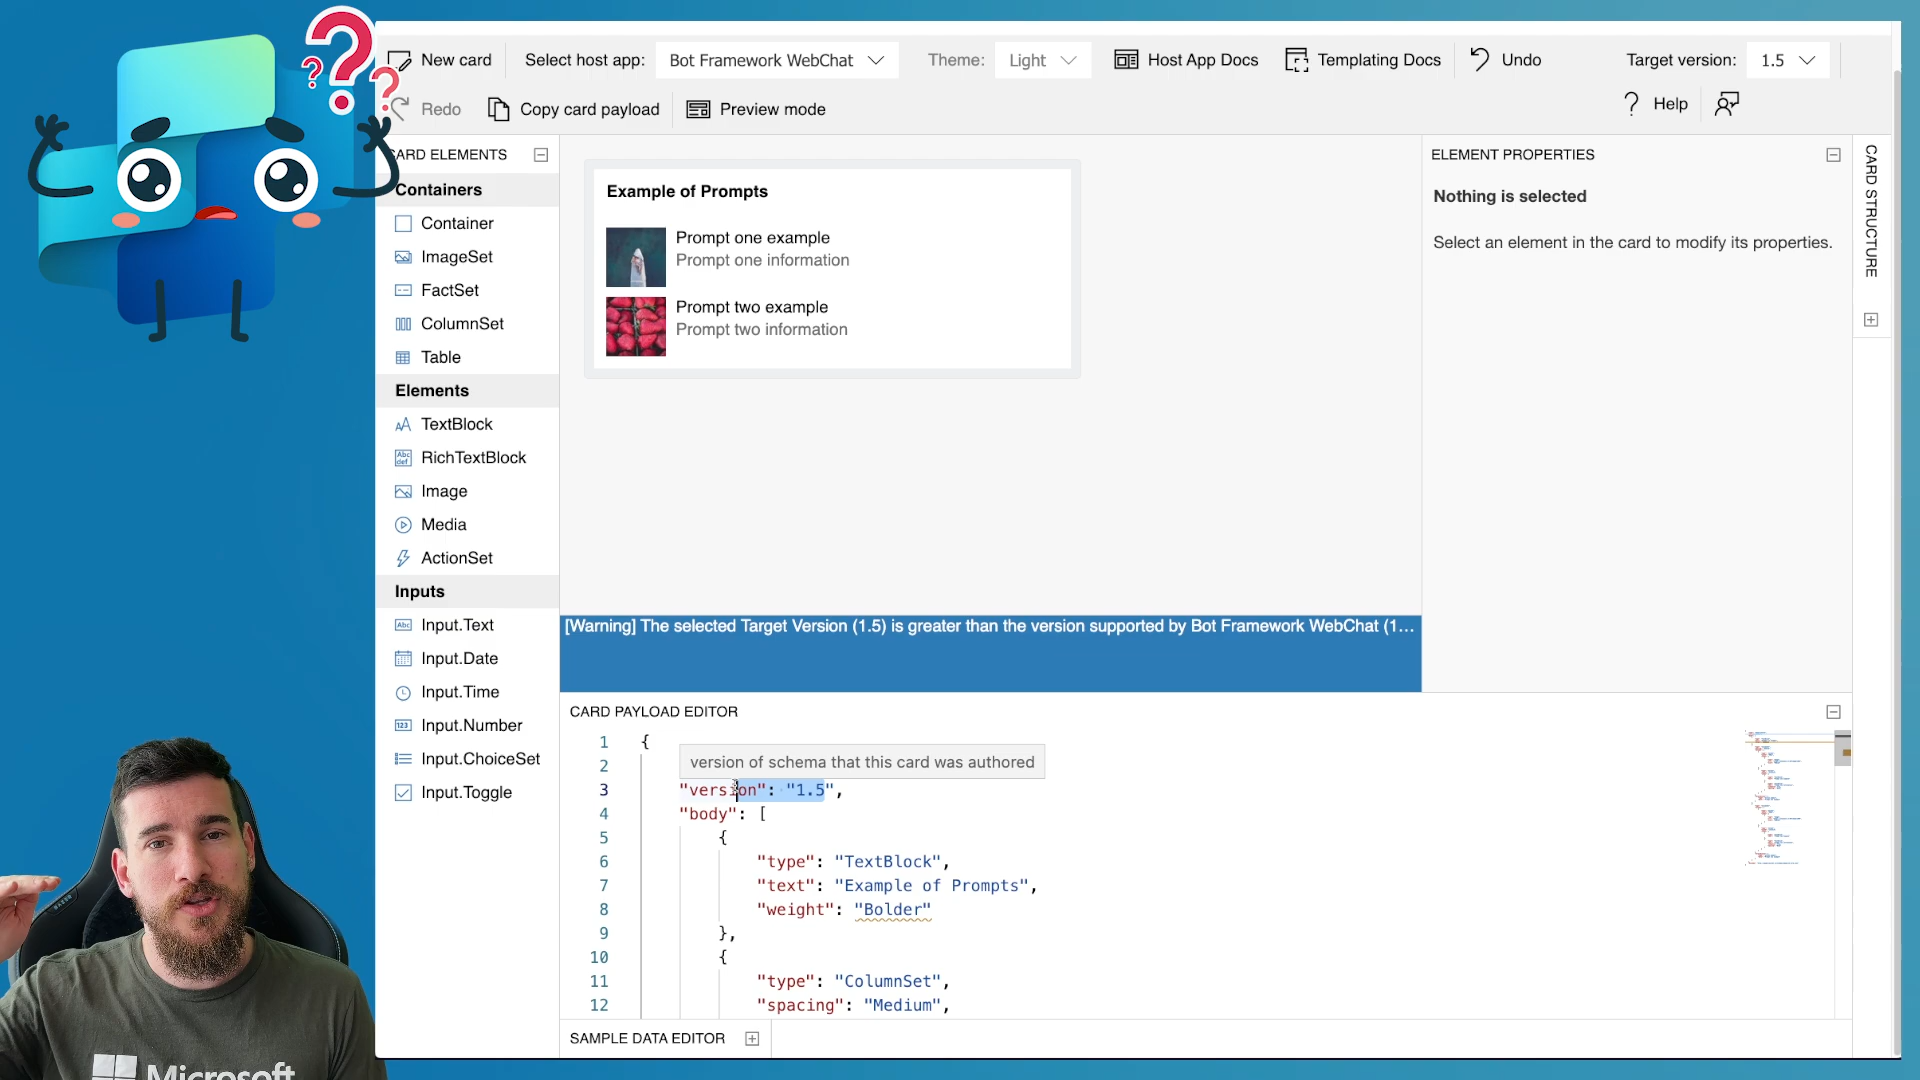 New card
Select host app:
Bot Framework WebChat
Theme:
Light
Host App Docs
Templating Docs
Undo
Target version:
1.5
Redo
Copy card payload
Preview mode
? Help
CARD ELEMENTS
Containers
Container
ImageSet
FactSet
ColumnSet
Table
Elements
TextBlock
RichTextBlock
Image
Media
ActionSet
Inputs
Input.Text
Input.Date
Input.Time
Input.Number
Input.ChoiceSet
Input.Toggle
Example of Prompts
Prompt one example
Prompt one information
Prompt two example
Prompt two information
[Warning] The selected Target Version (1.5) is greater than the version supported by Bot Framework WebChat (1...
ELEMENT PROPERTIES
Nothing is selected
Select an element in the card to modify its properties.
CARD STRUCTURE
CARD PAYLOAD EDITOR
1 {
2
version of schema that this card was authored
3 "version": "1.5",
4 "body": [
5 {
6 "type": "TextBlock",
7 "text": "Example of Prompts",
8 "weight": "Bolder"
9 },
10 {
11 "type": "ColumnSet",
12 "spacing": "Medium",
SAMPLE DATA EDITOR
Microsoft